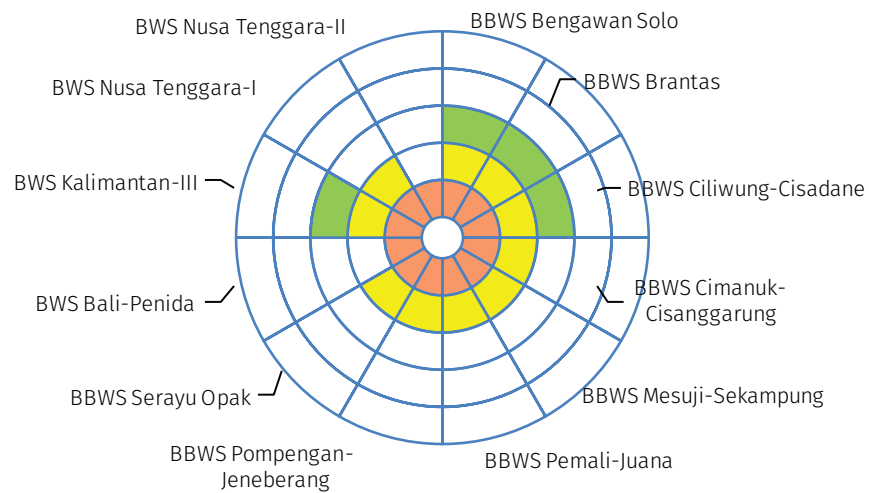 BBWS Bengawan Solo
BBWS Brantas
BBWS Ciliwung-Cisadane
BBWS Cimanuk-
Cisanggarung
BBWS Mesuji-Sekampung
BBWS Pemali-Juana
BBWS Pompengan-
Jeneberang
BBWS Serayu Opak
BWS Bali-Penida
BWS Kalimantan-III
BWS Nusa Tenggara-I
BWS Nusa Tenggara-II